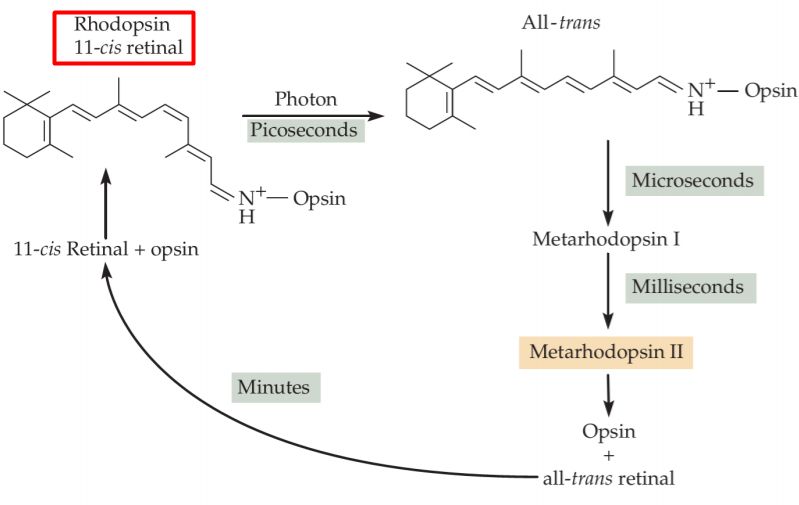 Rhodopsin
11-cis retinal
All-trans
Photon
Picoseconds
N+ — Opsin
H
N+ — Opsin
H
Microseconds
11-cis Retinal + opsin
Metarhodopsin I
Milliseconds
Metarhodopsin II
Minutes
Opsin
+
all-trans retinal